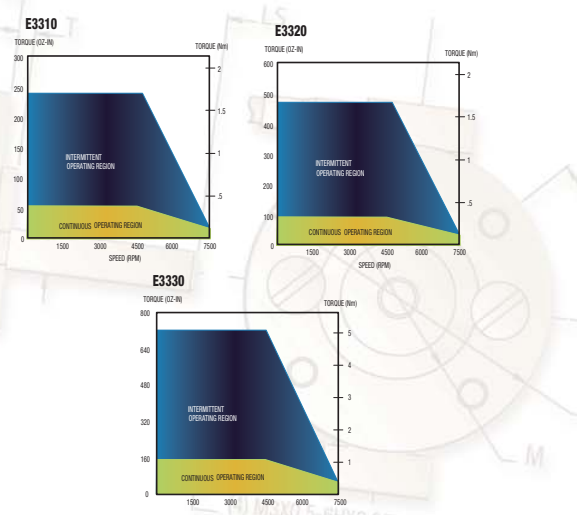 E3310
TORQUE (OZ-IN)
TORQUE (Nm)
300
250
200
150
100
50
0
2
1.5
1
.5
INTERMITTENT
OPERATING REGION
CONTINUOUS OPERATING REGION
1500 3000 4500 6000 7500
SPEED (RPM)
E3320
TORQUE (OZ-IN)
TORQUE (Nm)
600
500
400
300
200
100
0
2
1.5
1
.5
INTERMITTENT
OPERATING REGION
CONTINUOUS OPERATING REGION
1500 3000 4500 6000 7500
SPEED (RPM)
E3330
TORQUE (OZ-IN)
TORQUE (Nm)
800
640
480
320
160
0
5
4
3
2
1
INTERMITTENT
OPERATING REGION
CONTINUOUS OPERATING REGION
1500 3000 4500 6000 7500
SPEED (RPM)
T
LS
M